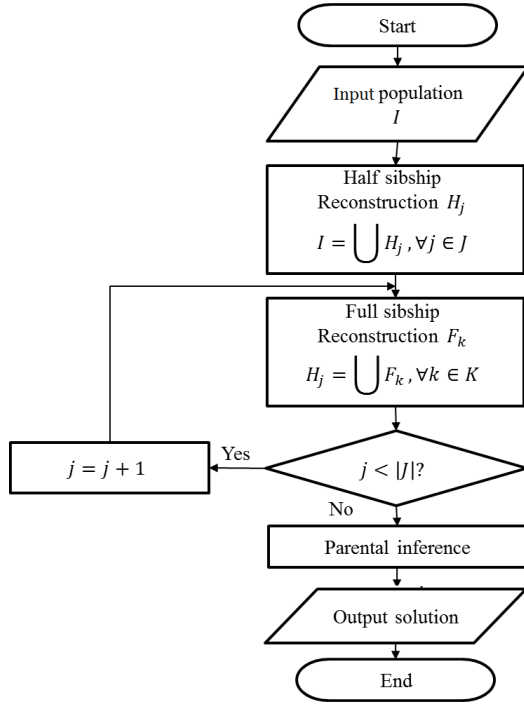 Start
Input population
I
Half sibship
Reconstruction H_j
I = ⋃ H_j , ∀j ∈ J
Full sibship
Reconstruction F_k
H_j = ⋃ F_k , ∀k ∈ K
j = j + 1
Yes
j < |J|?
No
Parental inference
Output solution
End